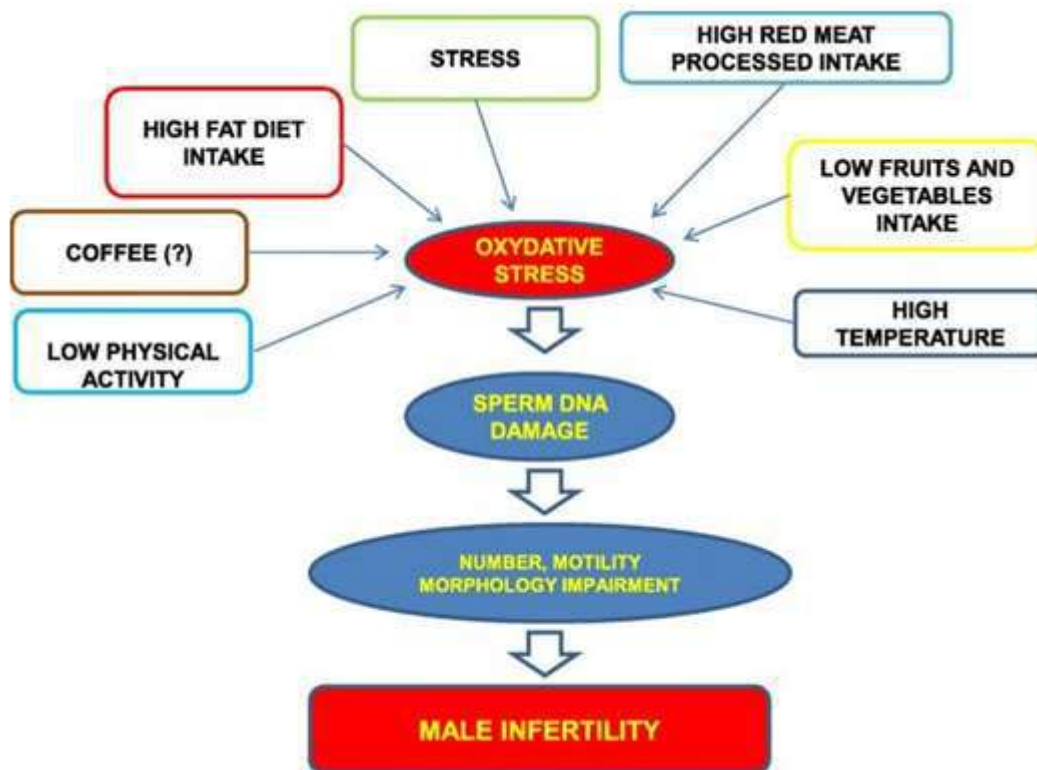 STRESS
HIGH RED MEAT
PROCESSED INTAKE
HIGH FAT DIET
INTAKE
LOW FRUITS AND
VEGETABLES
INTAKE
COFFEE (?)
OXYDATIVE
STRESS
HIGH
TEMPERATURE
LOW PHYSICAL
ACTIVITY
SPERM DNA
DAMAGE
NUMBER, MOTILITY
MORPHOLOGY IMPAIRMENT
MALE INFERTILITY